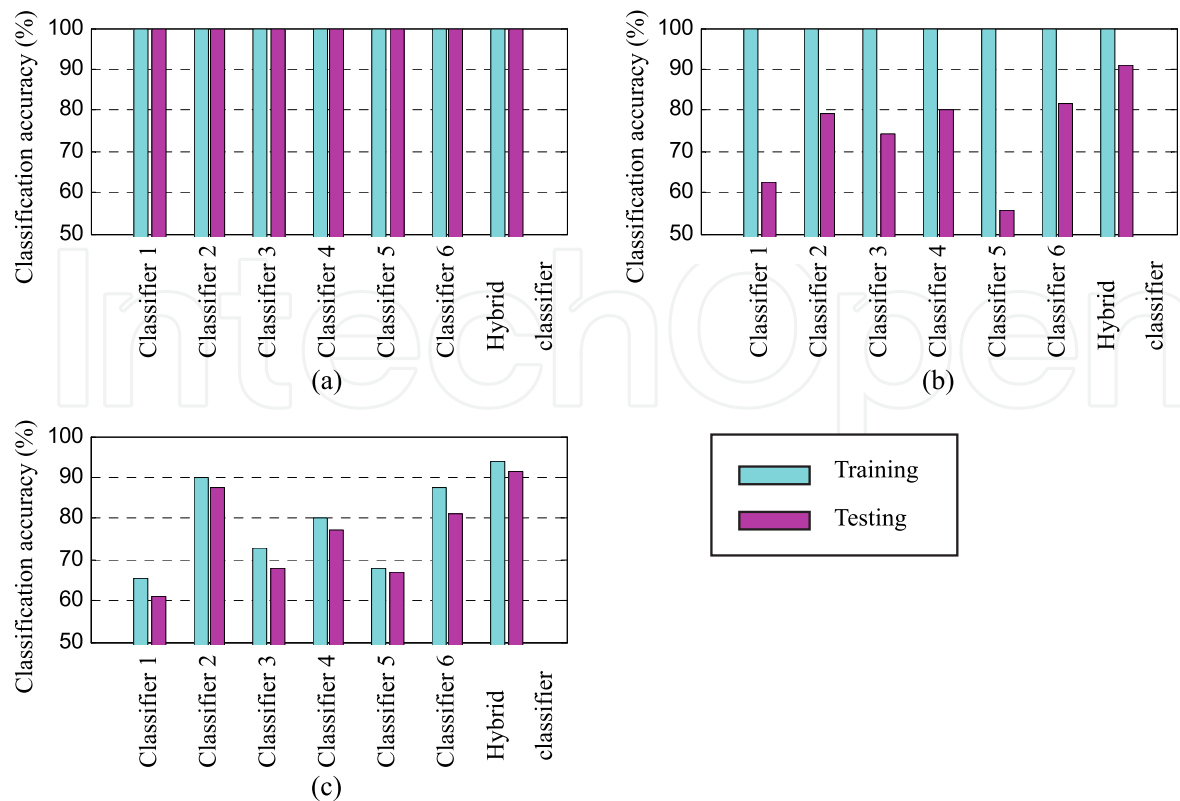 Classification accuracy (%)
100
90
80
70
60
50
Classifier 1
Classifier 2
Classifier 3
Classifier 4
Classifier 5
Classifier 6
Hybrid
classifier
(a)
Classification accuracy (%)
100
90
80
70
60
50
Classifier 1
Classifier 2
Classifier 3
Classifier 4
Classifier 5
Classifier 6
Hybrid
classifier
(b)
IntechOpen
Classification accuracy (%)
100
90
80
70
60
50
Classifier 1
Classifier 2
Classifier 3
Classifier 4
Classifier 5
Classifier 6
Hybrid
classifier
(c)
Training
Testing